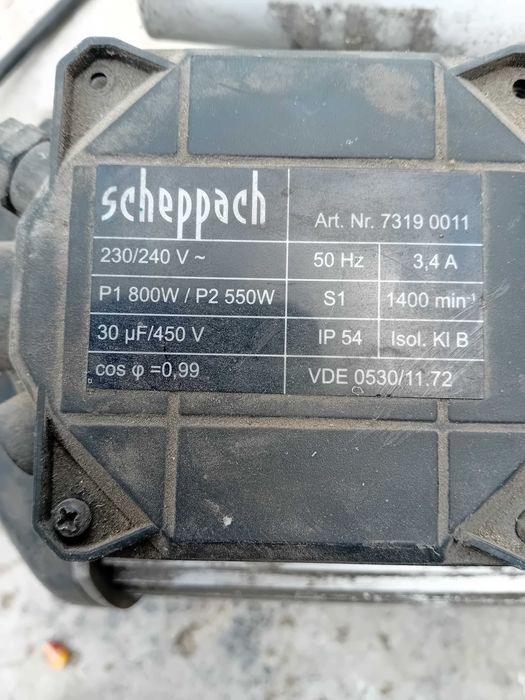 scheppach
Art. Nr. 7319 0011
230/240 V ~ 50 Hz 3,4 A
P1 800W / P2 550W S1 1400 min⁻¹
30 µF/450 V IP 54 Isol. Kl B
cos φ =0,99 VDE 0530/11.72